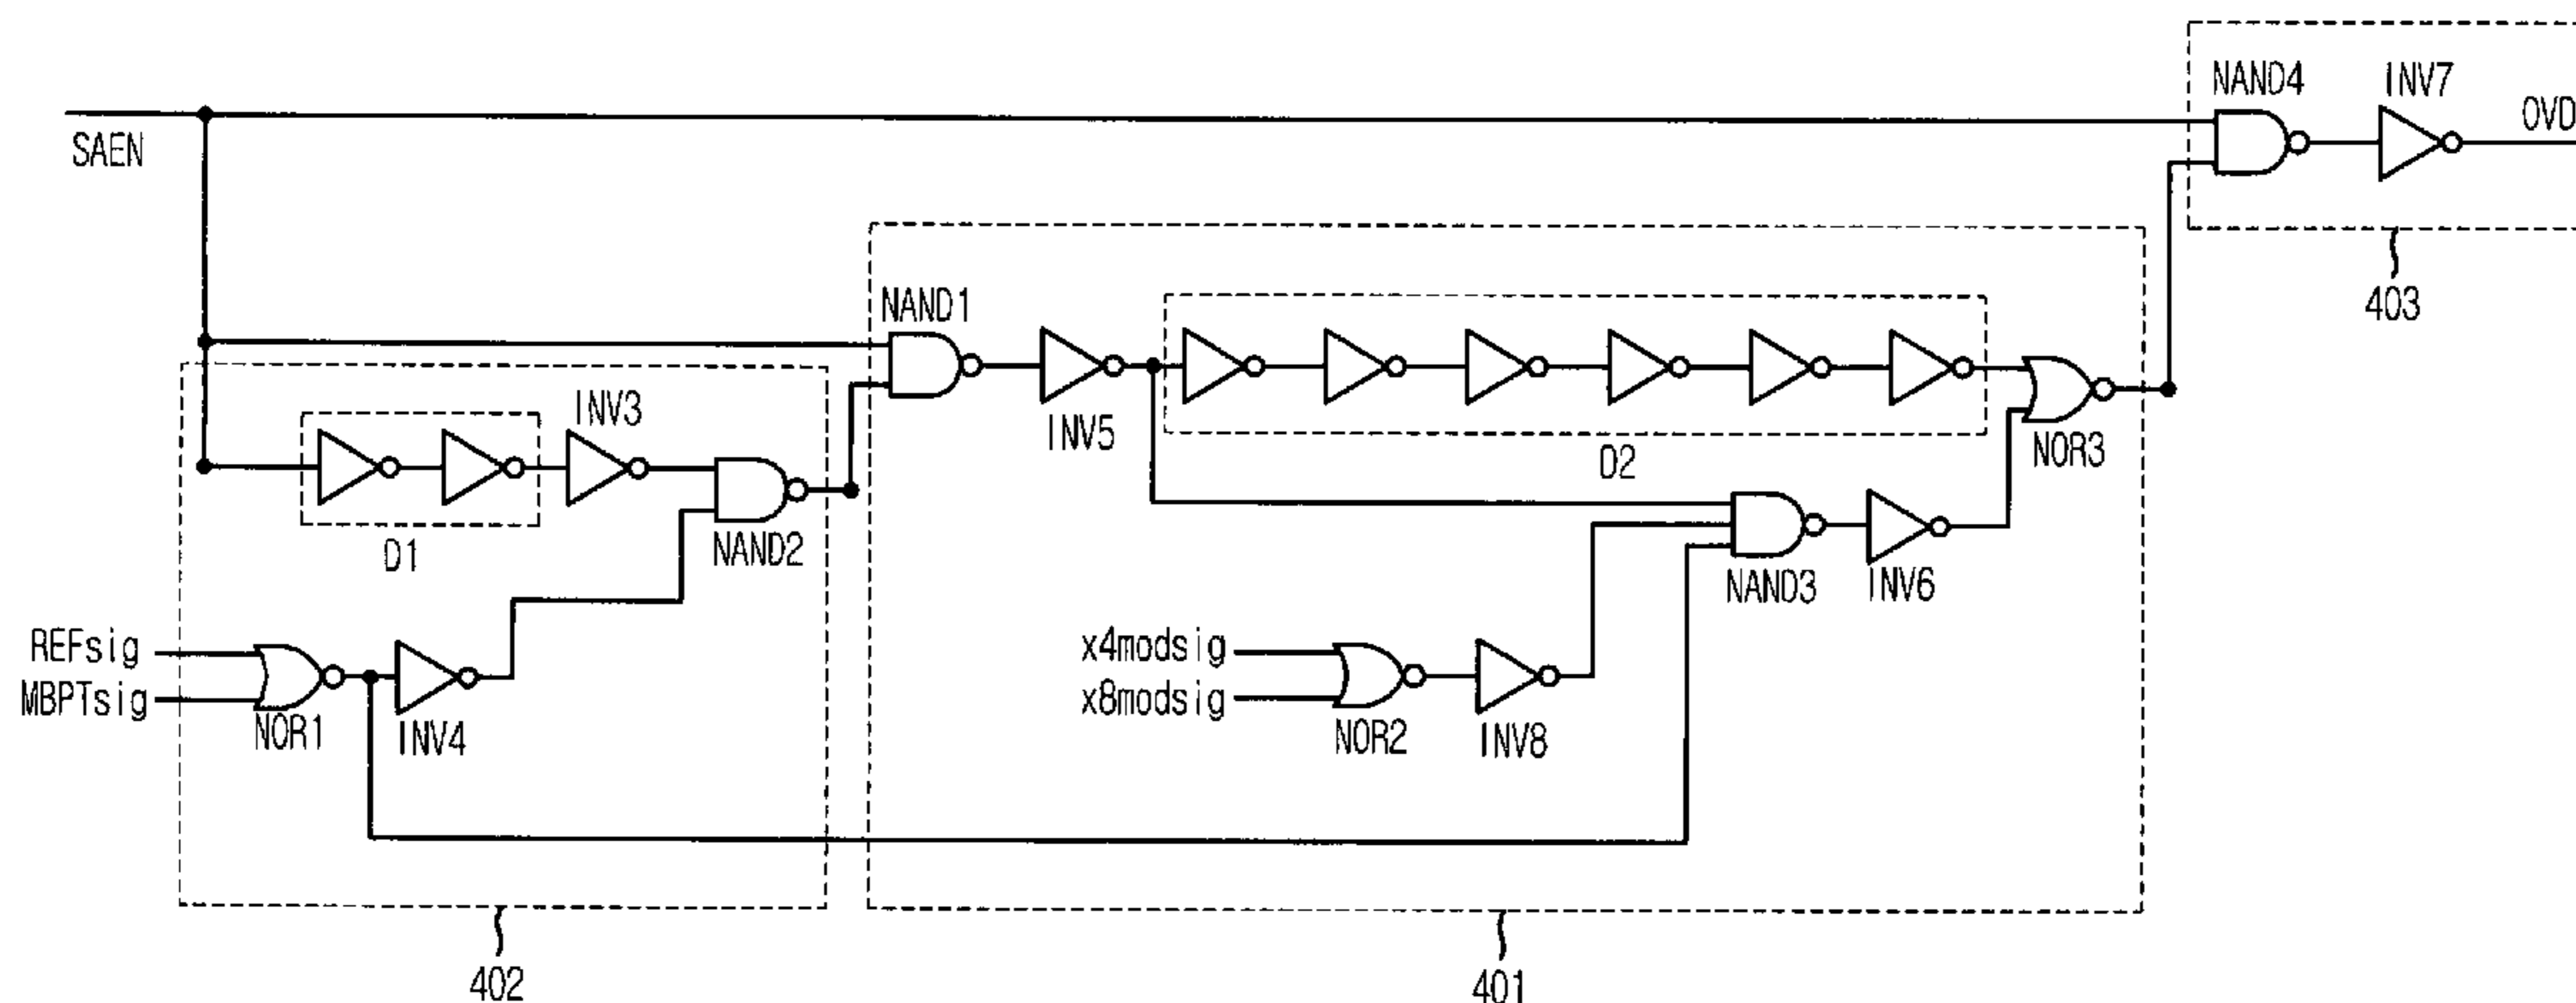 NAND4
INV7
OVD
SAEN
403
NAND1
INV5
D2
NOR3
INV3
D1
NAND2
NAND3
INV6
REFsig
MBPTsig
NOR1
INV4
x4modsig
x8modsig
NOR2
INV8
402
401